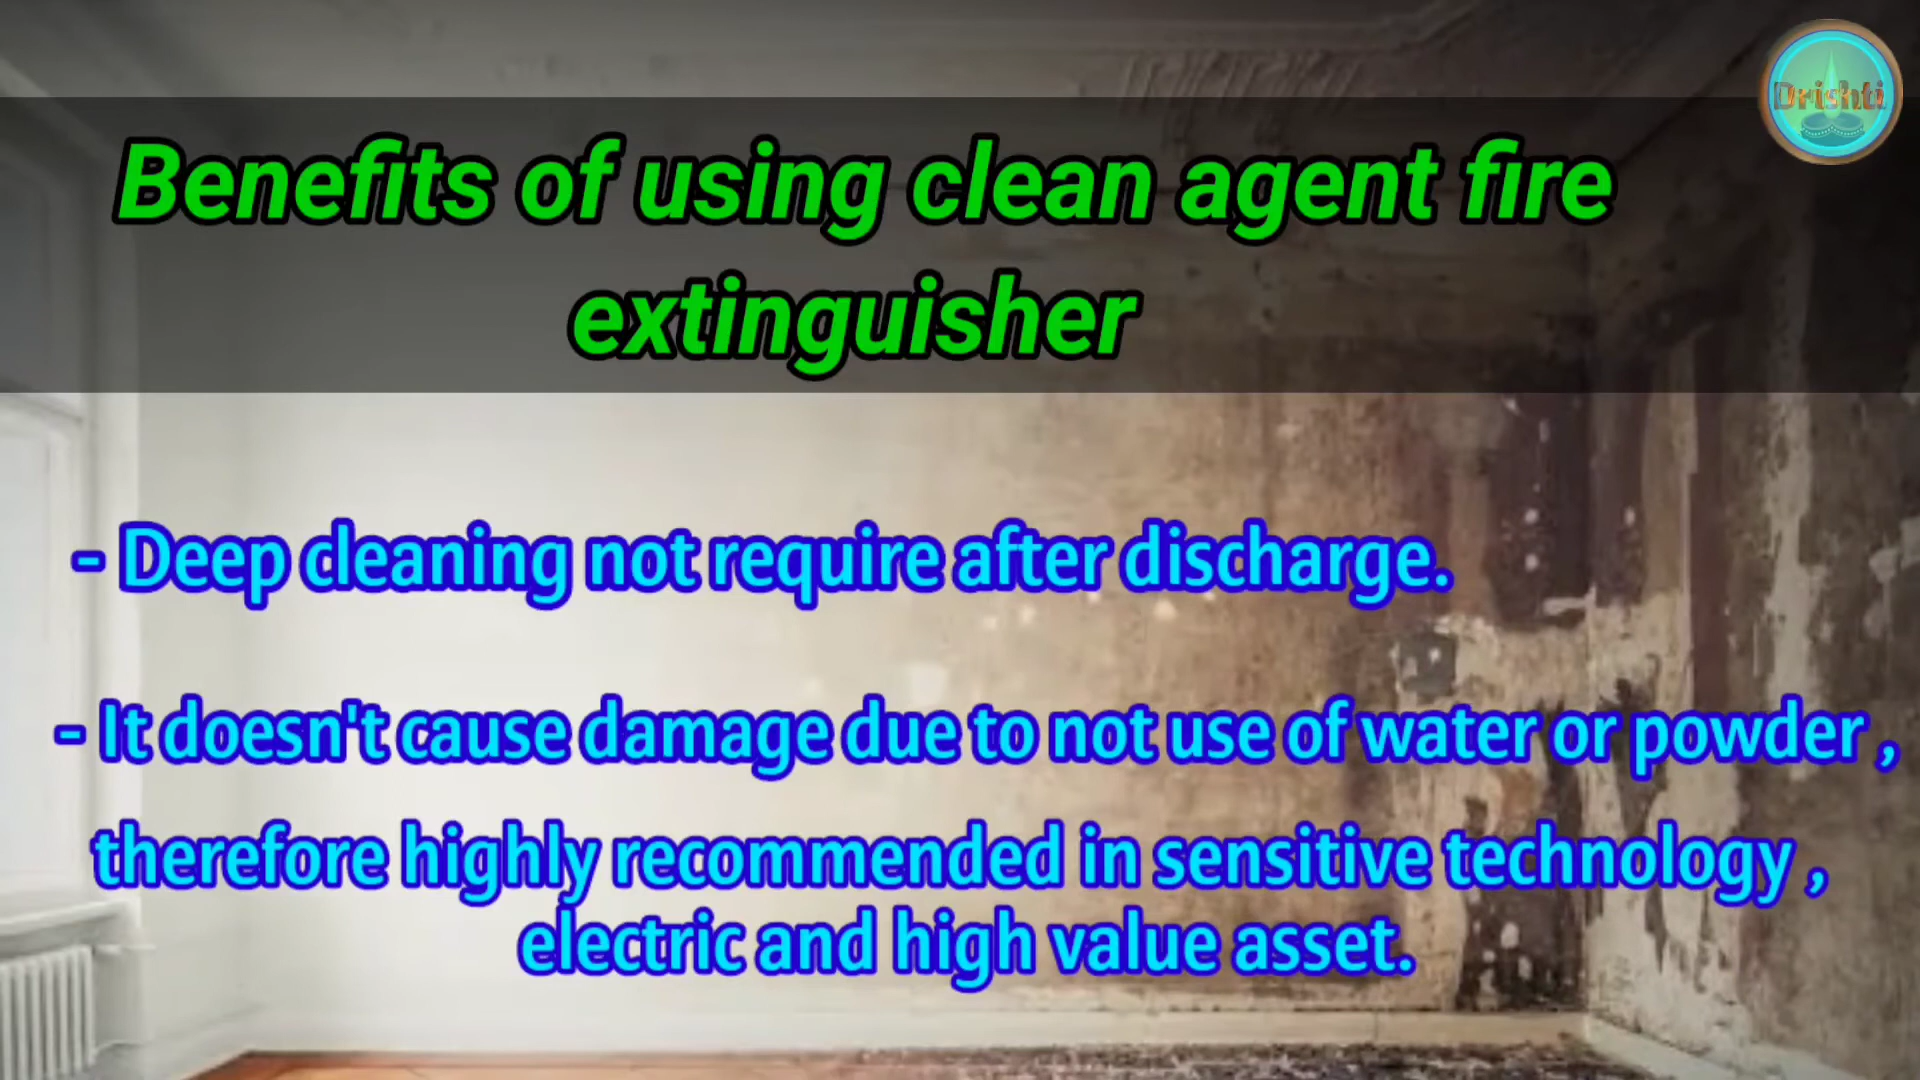 Drishti
Benefits of using clean agent fire
extinguisher
- Deep cleaning not require after discharge.
- It doesn't cause damage due to not use of water or powder ,
therefore highly recommended in sensitive technology ,
electric and high value asset.